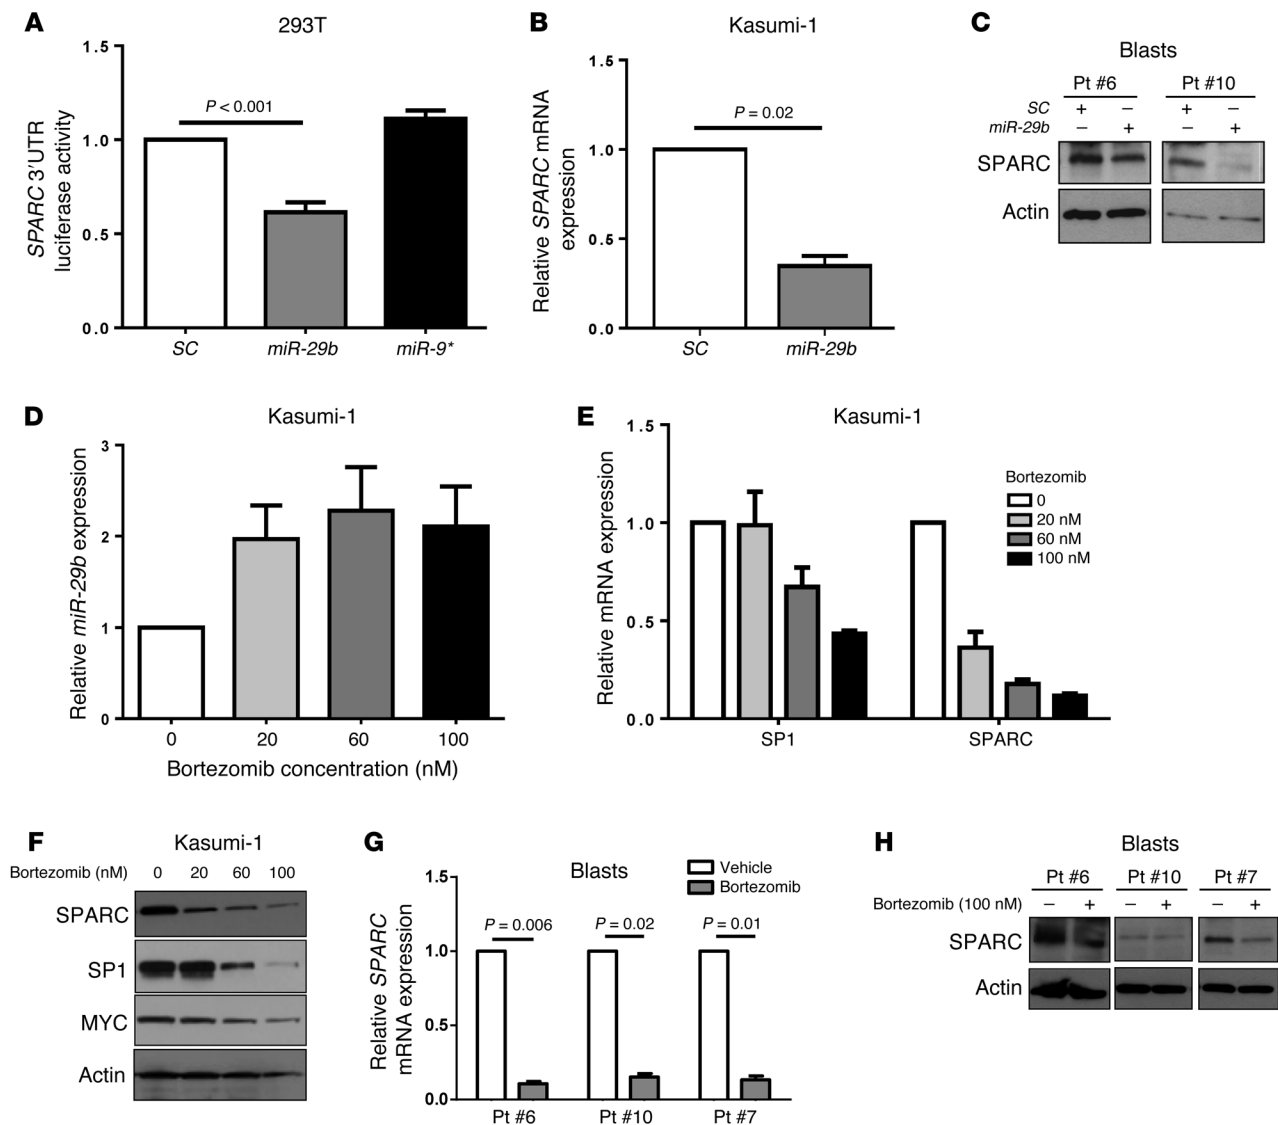 A
293T
SPARC 3'UTR
luciferase activity
1.5
1.0
0.5
0.0
P < 0.001
SC
miR-29b
miR-9*
B
Kasumi-1
Relative SPARC mRNA
expression
1.5
1.0
0.5
0.0
P = 0.02
SC
miR-29b
C
Blasts
Pt #6
Pt #10
SC + – + –
miR-29b – + – +
SPARC
Actin
D
Kasumi-1
Relative miR-29b expression
3
2
1
0
0
20
60
100
Bortezomib concentration (nM)
E
Kasumi-1
Relative mRNA expression
1.5
1.0
0.5
0.0
SP1
SPARC
Bortezomib
0
20 nM
60 nM
100 nM
F
Kasumi-1
Bortezomib (nM) 0 20 60 100
SPARC
SP1
MYC
Actin
G
Blasts
Vehicle
Bortezomib
Relative SPARC
mRNA expression
1.5
1.0
0.5
0.0
P = 0.006
P = 0.02
P = 0.01
Pt #6
Pt #10
Pt #7
H
Blasts
Pt #6
Pt #10
Pt #7
Bortezomib (100 nM) – + – + – +
SPARC
Actin